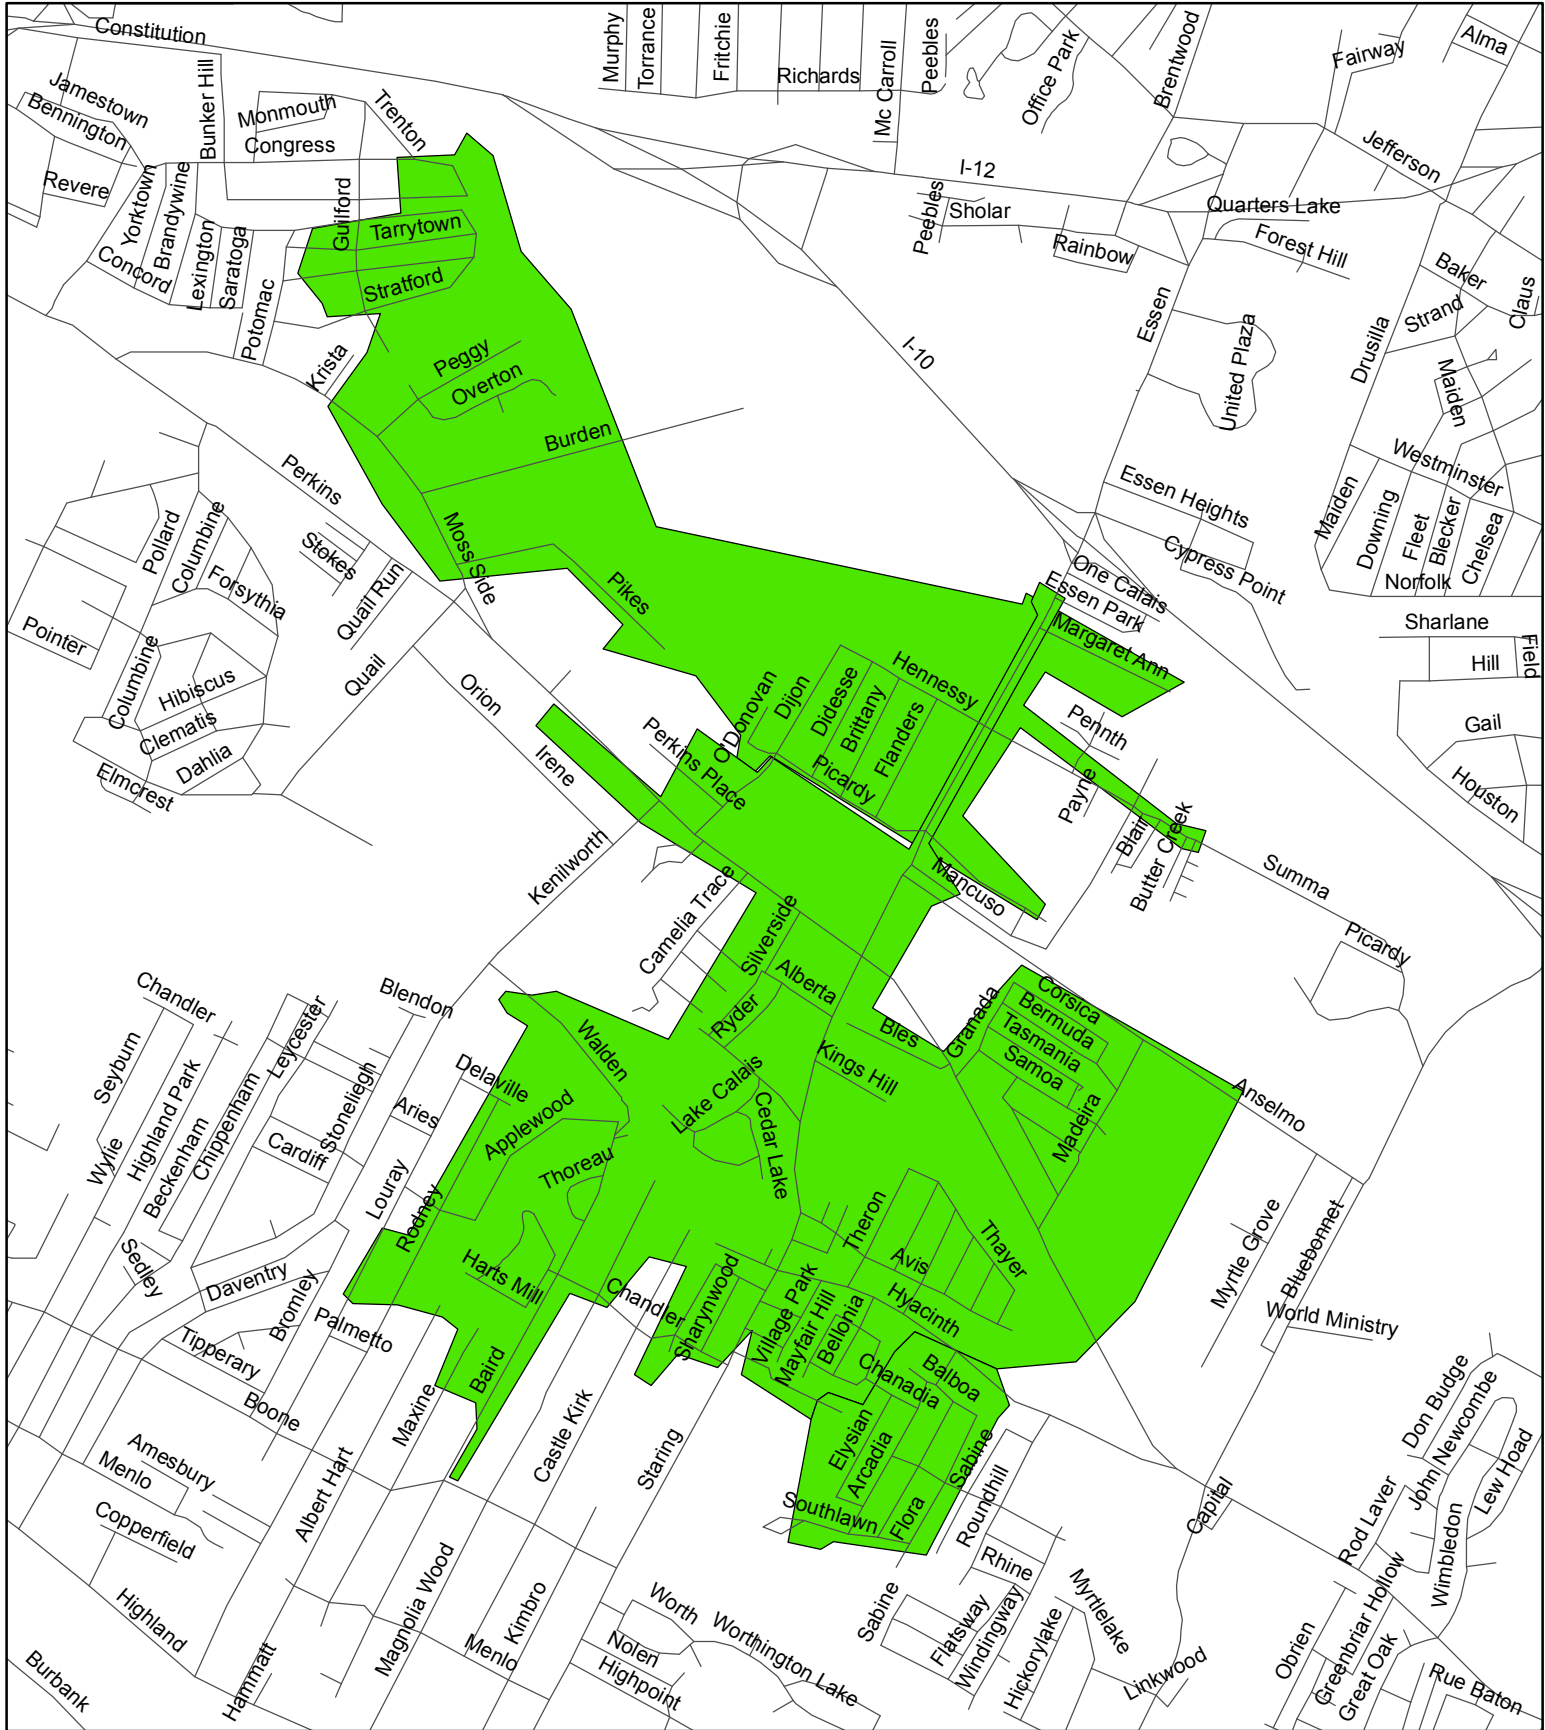 Constitution
Murphy
Torrance
Fritchie
Richards
Mc Carroll
Peebles
Office Park
Brentwood
Fairway
Alma
Jamestown
Bennington
Bunker Hill
Monmouth
Congress
Trenton
Revere
Jefferson
I-12
Yorktown
Brandywine
Concord
Lexington
Saratoga
Potomac
Guilford
Tarrytown
Stratford
Peebles
Sholar
Rainbow
Quarters Lake
Forest Hill
Baker
Strand
Claus
Essen
United Plaza
Drusilla
Maiden
Krista
Peggy
Overton
Burden
I-10
Westminster
Perkins
Essen Heights
Maiden
Downing
Fleet
Blecker
Chelsea
Norfolk
Pollard
Columbine
Stokes
Forsythia
Quail Run
Moss Side
Pikes
Cypress Point
One Calais
Essen Park
Margaret Ann
Pointer
Columbine
Hibiscus
Clematis
Dahlia
Elmcrest
Quail
Orion
Irene
Sharlane
Hill
Field
Gail
Houston
Hennessy
O'Donovan
Dijon
Didesse
Brittany
Flanders
Picardy
Perkins Place
Pennth
Payne
Blair
Butter Creek
Summa
Picardy
Kenilworth
Mancuso
Camelia Trace
Silverside
Alberta
Ryder
Bles
Granada
Corsica
Bermuda
Tasmania
Samoa
Madeira
Anselmo
Chandler
Seyburn
Highland Park
Wylie
Beckenham
Chippenham
Leycester
Blendon
Stoneliegh
Cardiff
Walden
Delaville
Aries
Applewood
Thoreau
Louray
Rodney
Lake Calais
Kings Hill
Cedar Lake
Theron
Avis
Thayer
Hyacinth
Myrtle Grove
Bluebonnet
World Ministry
Sedley
Daventry
Bromley
Palmetto
Tipperary
Boone
Harts Mill
Chandler
Sharynwood
Village Park
Mayfair Hill
Bellonia
Chanadia
Balboa
Baird
Maxine
Castle Kirk
Staring
Elysian
Arcadia
Sabine
Flora
Southlawn
Roundhill
Amesbury
Menlo
Copperfield
Albert Hart
Highland
Burbank
Hammatt
Magnolia Wood
Kimbro
Menlo
Worth
Nolen
Highpoint
Worthington Lake
Sabine
Rhine
Flatsway
Windingway
Hickorylake
Myrtlelake
Linkwood
Capital
Don Budge
John Newcombe
Lew Hoad
Rod Laver
Wimbledon
Obrien
Greenbriar Hollow
Great Oak
Rue Baton